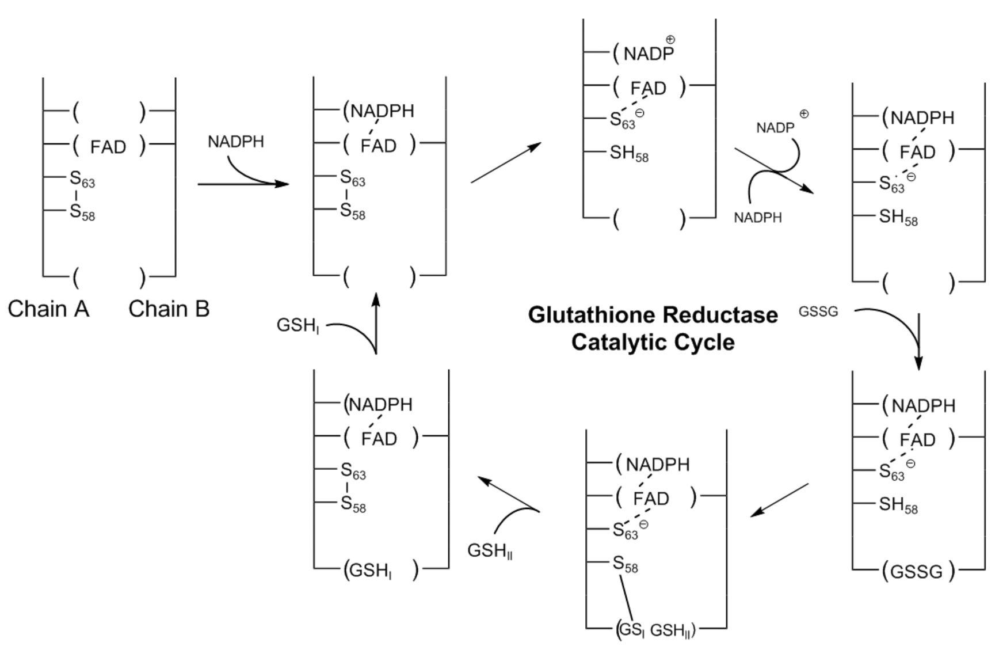 ( )
( FAD )
S63
S58
( )
Chain A Chain B
NADPH
(NADPH
( FAD )
S63
S58
( )
(NADP⊕
( FAD )
S63⊖
SH58
( )
NADP⊕
NADPH
(NADPH
( FAD )
S63⊖
SH58
( )
Glutathione Reductase
Catalytic Cycle
GSSG
(NADPH
( FAD )
S63⊖
SH58
(GSSG)
(NADPH
( FAD )
S63⊖
S58
(GSI GSHII)
GSHII
(NADPH
( FAD )
S63
S58
(GSHI )
GSHI